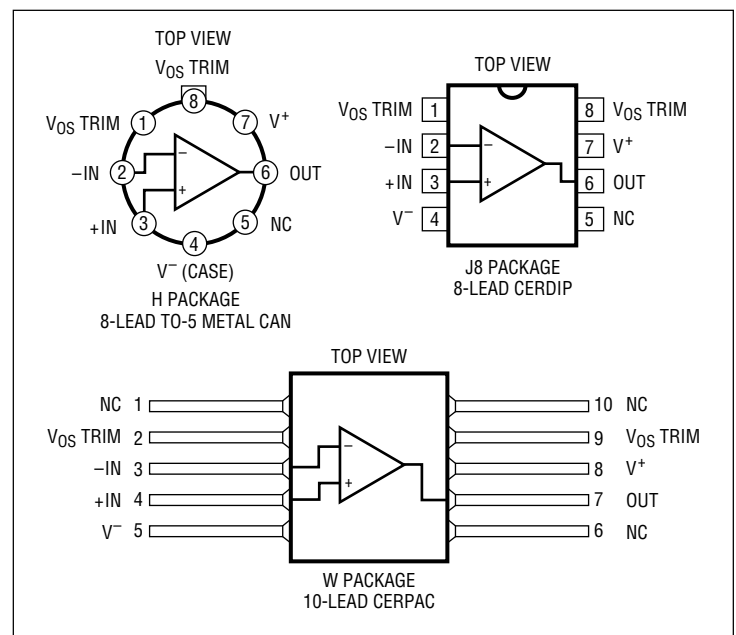 TOP VIEW
VOS TRIM
8
VOS TRIM 1
7 V+
–IN 2
–
6 OUT
+
+IN 3
5 NC
4
V– (CASE)
H PACKAGE
8-LEAD TO-5 METAL CAN
TOP VIEW
VOS TRIM 1
8 VOS TRIM
–IN 2
–
7 V+
+IN 3
+
6 OUT
V– 4
5 NC
J8 PACKAGE
8-LEAD CERDIP
TOP VIEW
NC 1
10 NC
VOS TRIM 2
9 VOS TRIM
–IN 3
–
8 V+
+IN 4
+
7 OUT
V– 5
6 NC
W PACKAGE
10-LEAD CERPAC